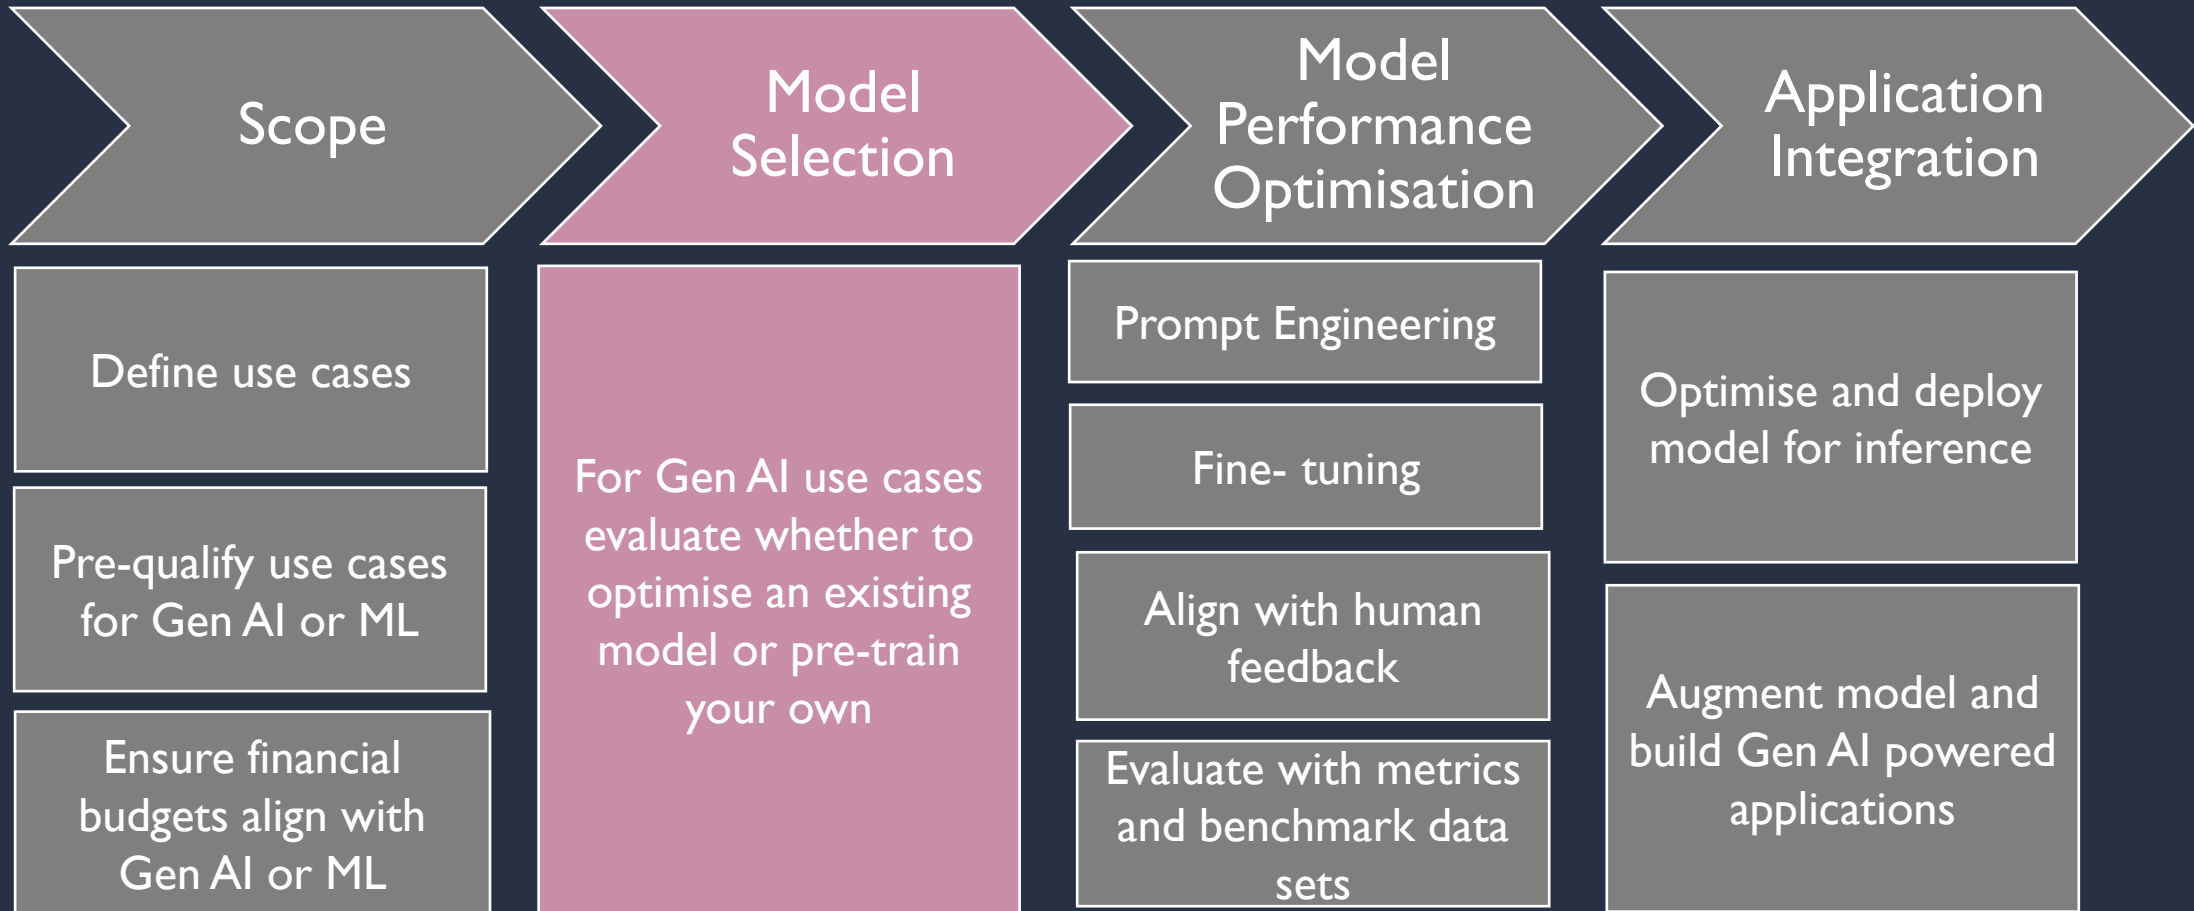 Scope
Model
Selection
Model
Performance
Optimisation
Application
Integration
Define use cases
Pre-qualify use cases
for Gen AI or ML
Ensure financial
budgets align with
Gen AI or ML
For Gen AI use cases
evaluate whether to
optimise an existing
model or pre-train
your own
Prompt Engineering
Fine- tuning
Align with human
feedback
Evaluate with metrics
and benchmark data
sets
Optimise and deploy
model for inference
Augment model and
build Gen AI powered
applications